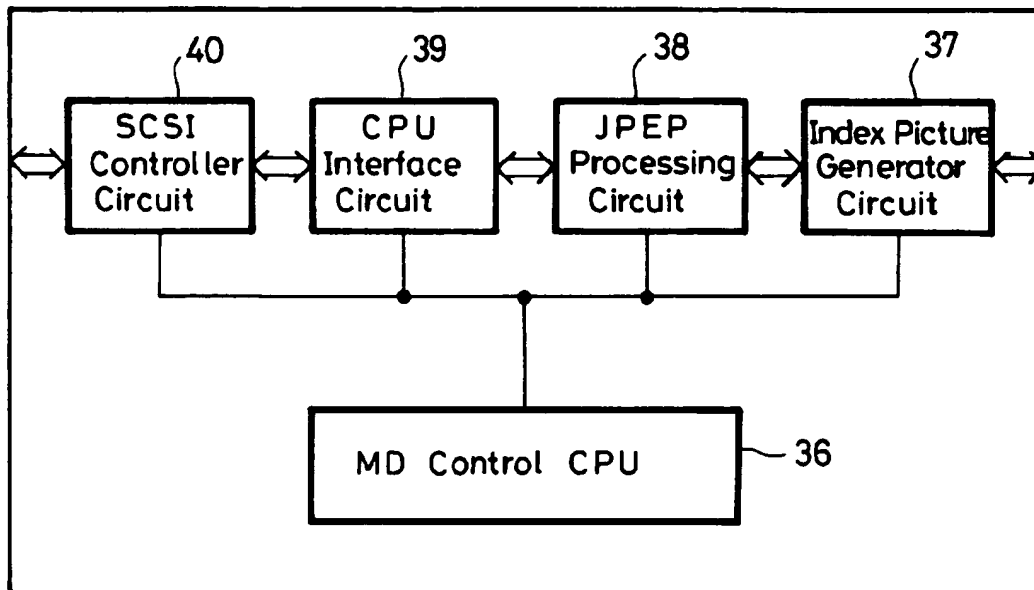 40
39
38
37
SCSI
Controller
Circuit
CPU
Interface
Circuit
JPEP
Processing
Circuit
Index Picture
Generator
Circuit
MD Control CPU
36